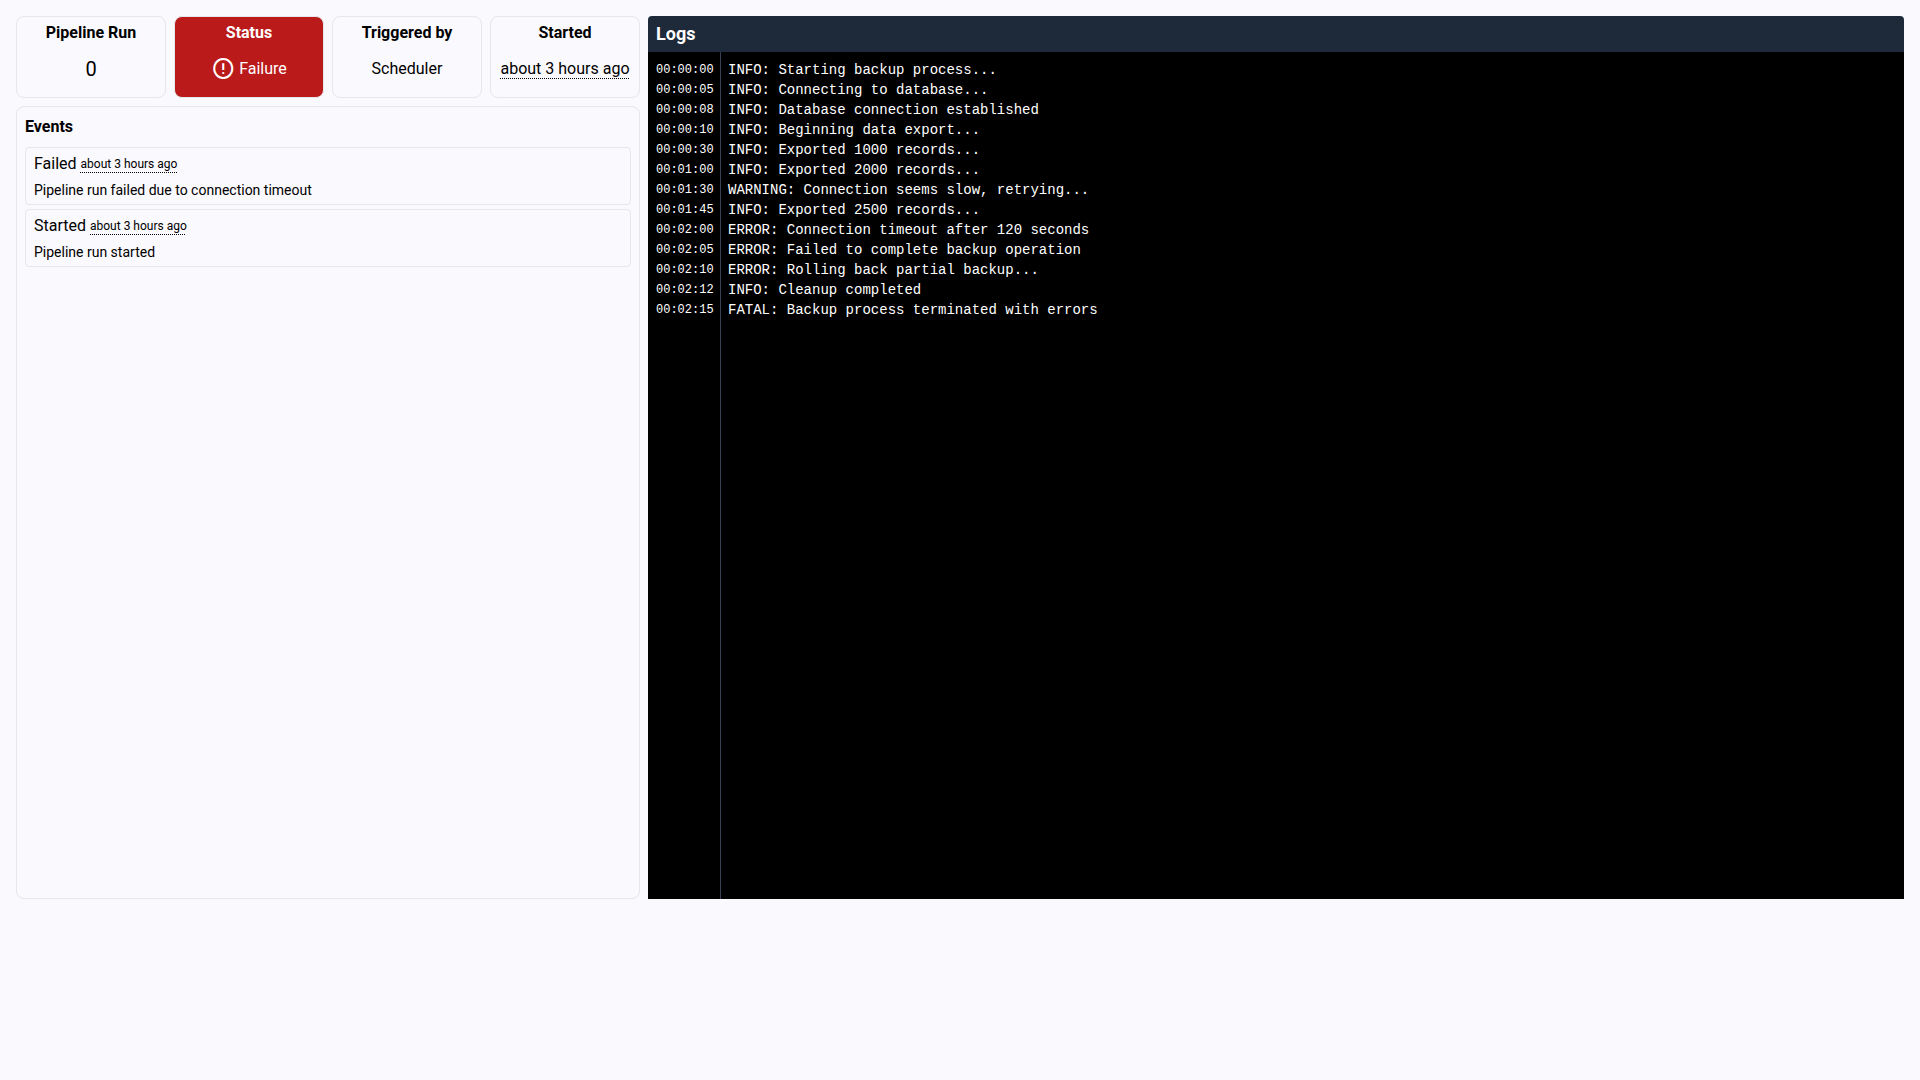 Pipeline Run
0
Status
Failure
Triggered by
Scheduler
Started
about 3 hours ago
Events
Failed about 3 hours ago
Pipeline run failed due to connection timeout
Started about 3 hours ago
Pipeline run started
Logs
00:00:00 INFO: Starting backup process...
00:00:05 INFO: Connecting to database...
00:00:08 INFO: Database connection established
00:00:10 INFO: Beginning data export...
00:00:30 INFO: Exported 1000 records...
00:01:00 INFO: Exported 2000 records...
00:01:30 WARNING: Connection seems slow, retrying...
00:01:45 INFO: Exported 2500 records...
00:02:00 ERROR: Connection timeout after 120 seconds
00:02:05 ERROR: Failed to complete backup operation
00:02:10 ERROR: Rolling back partial backup...
00:02:12 INFO: Cleanup completed
00:02:15 FATAL: Backup process terminated with errors